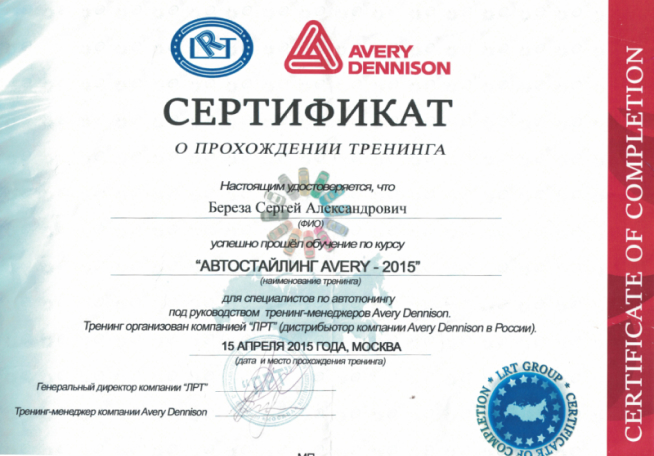 LRT
AVERY
DENNISON
СЕРТИФИКАТ
О ПРОХОЖДЕНИИ ТРЕНИНГА
Настоящим удостоверяется, что
Береза Сергей Александрович
(ФИО)
успешно прошёл обучение по курсу
"АВТОСТАЙЛИНГ AVERY - 2015"
(наименование тренинга)
для специалистов по автотюнингу
под руководством тренинг-менеджеров Avery Dennison.
Тренинг организован компанией "ЛРТ" (дистрибьютор компании Avery Dennison в России).
15 АПРЕЛЯ 2015 ГОДА, МОСКВА
(дата и место прохождения тренинга)
Генеральный директор компании "ЛРТ"
Тренинг-менеджер компании Avery Dennison
LRT GROUP * CERTIFICATE OF COMPLETION *
CERTIFICATE OF COMPLETION